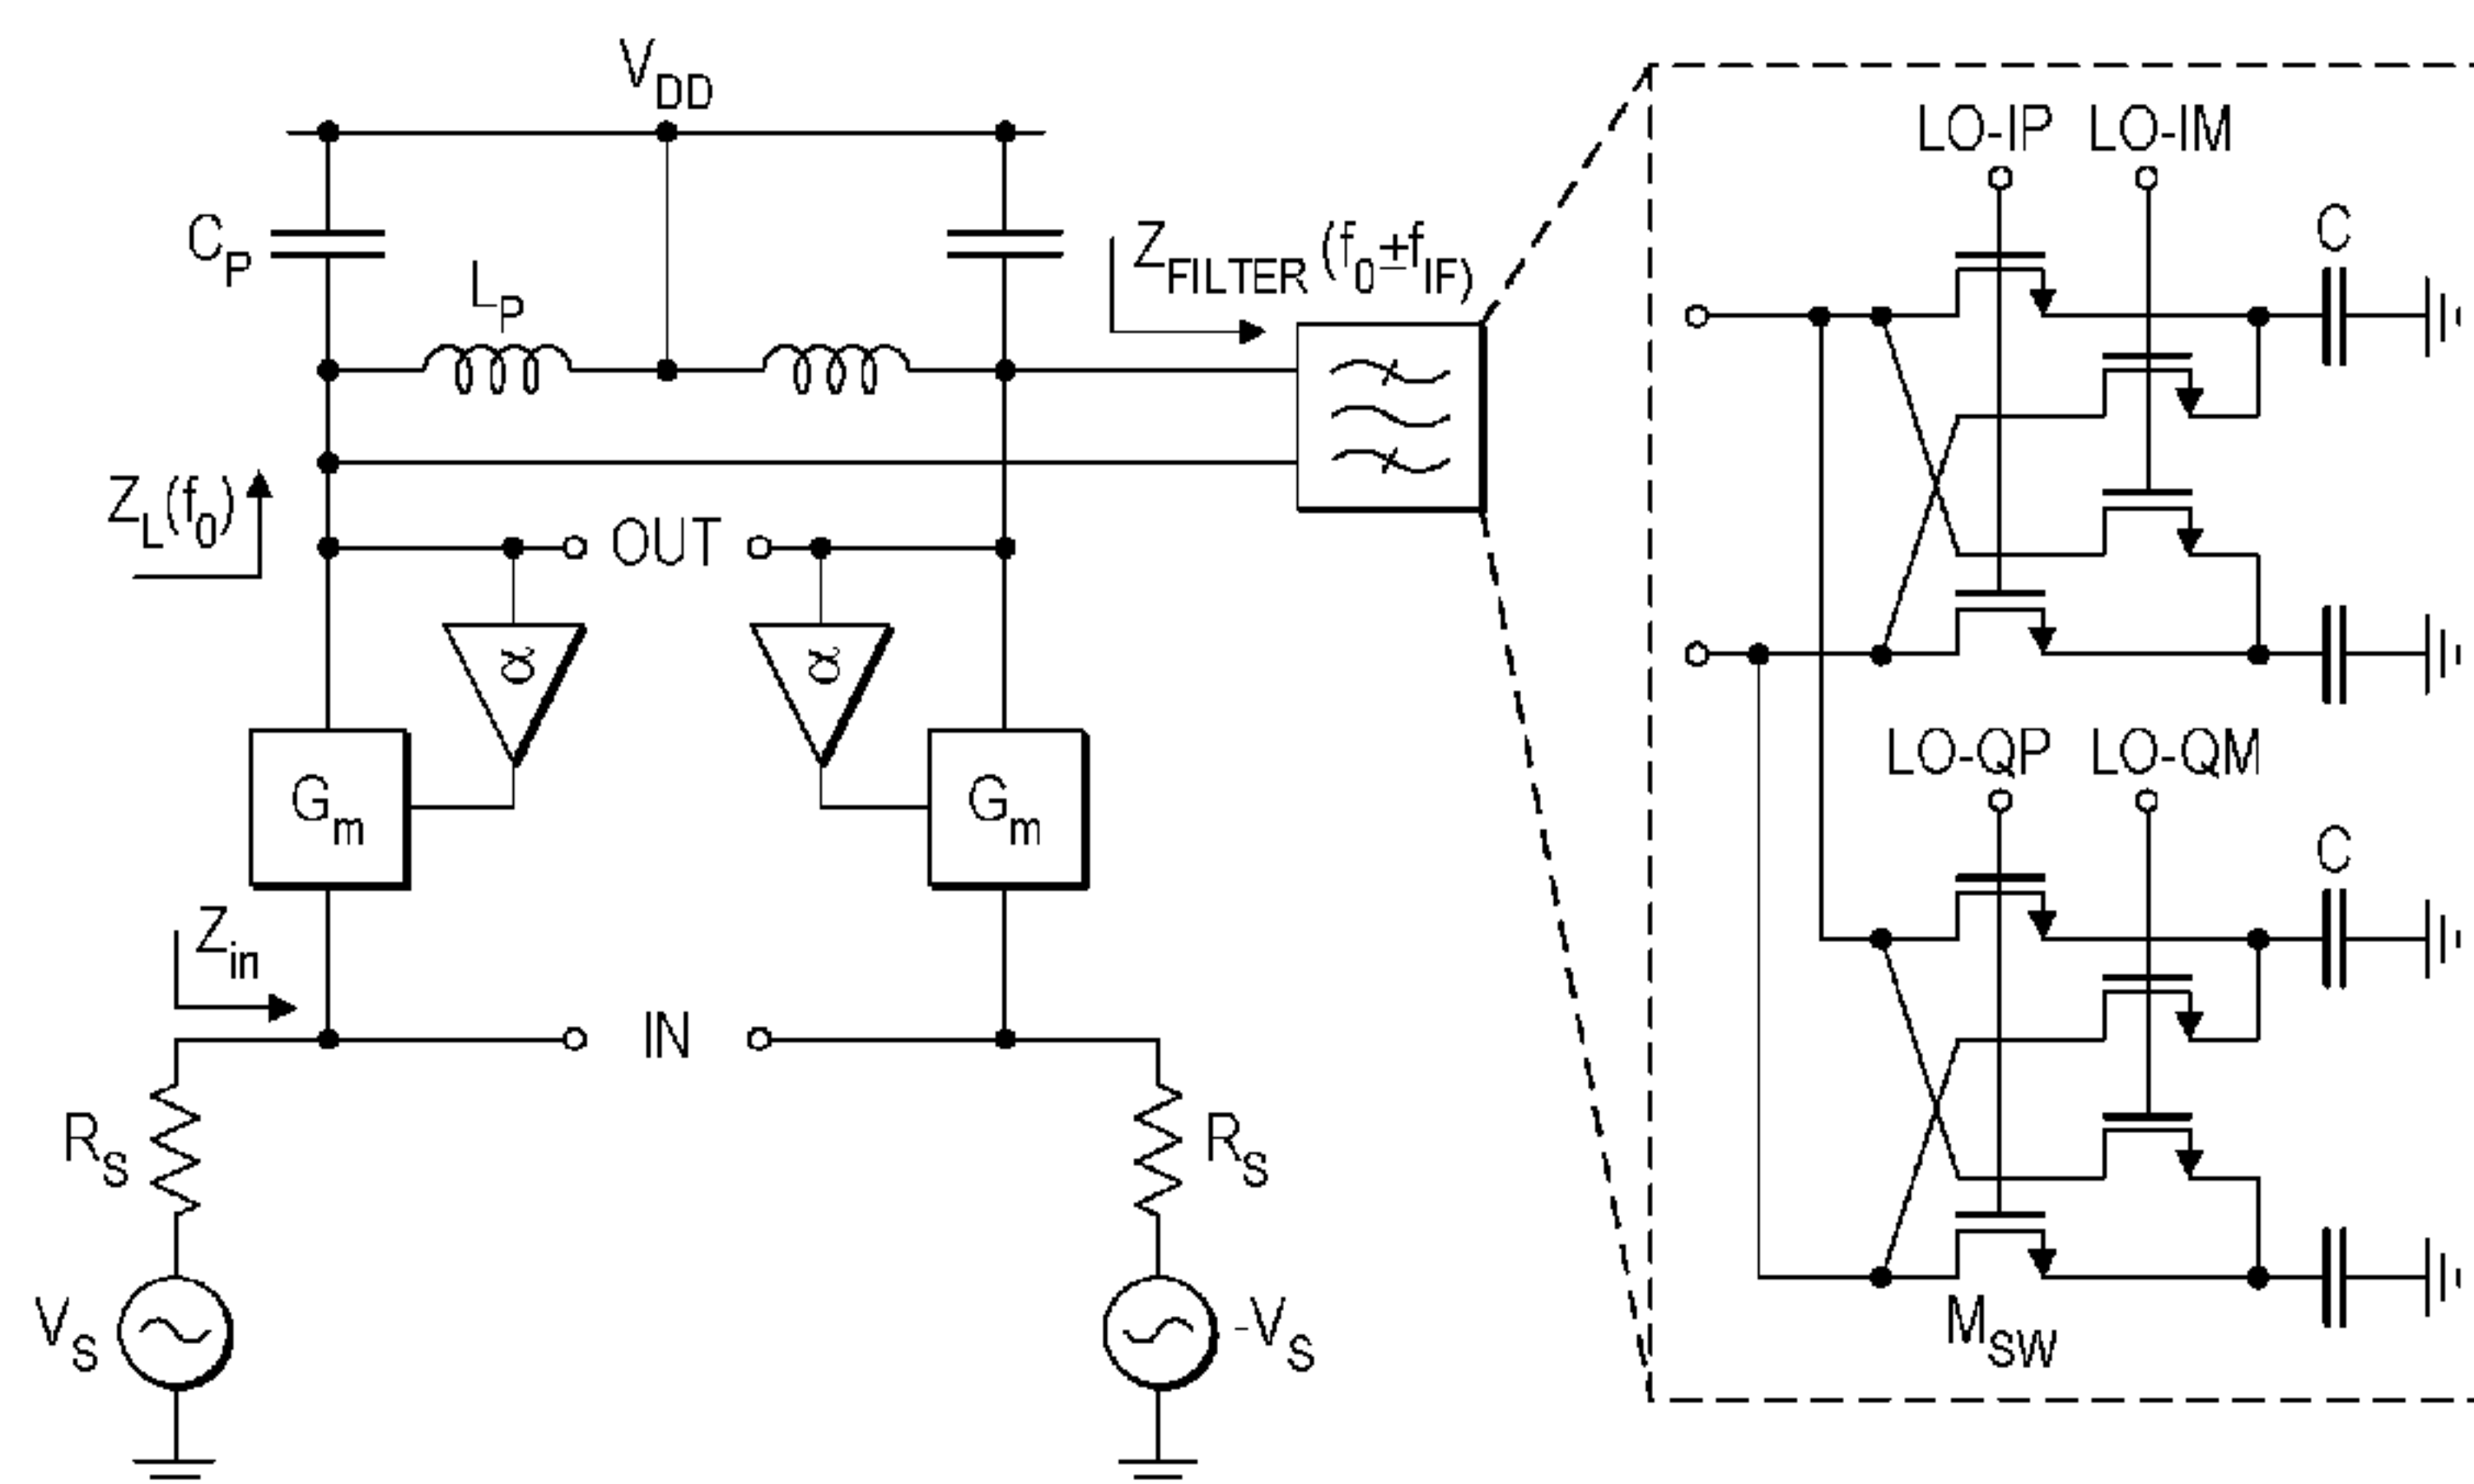 V_DD
C_P
L_P
Z_FILTER (f_0±f_IF)
Z_L(f_0)
OUT
α
α
G_m
G_m
Z_in
IN
R_S
R_S
V_S
-V_S
LO-IP LO-IM
C
LO-QP LO-QM
C
M_SW